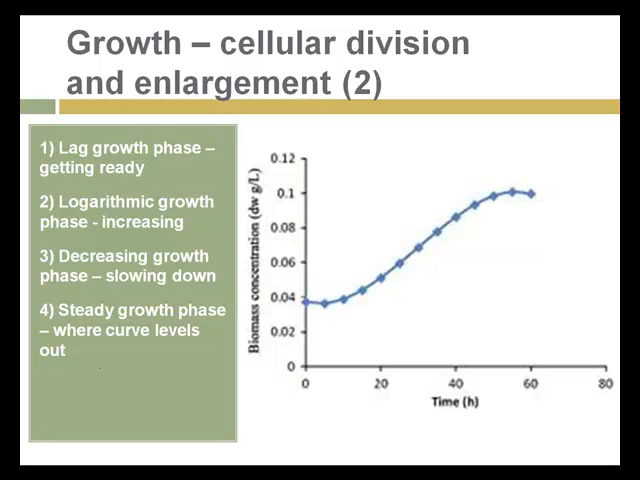 Growth – cellular division
and enlargement (2)
1) Lag growth phase –
getting ready
2) Logarithmic growth
phase - increasing
3) Decreasing growth
phase – slowing down
4) Steady growth phase
– where curve levels
out
Biomass concentration (dw g/L)
0.12
0.1
0.08
0.06
0.04
0.02
0
0 20 40 60 80
Time (h)